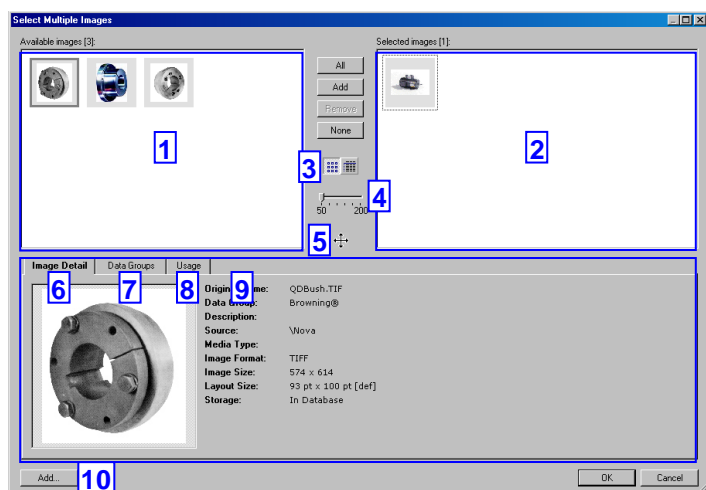 Select Multiple Images
Available images [3]:
Selected images [1]:
All
Add
Remove
None
1
2
3
4
50 200
5
Image Detail Data Groups Usage
6 7 8 9
Name: QDBush.TIF
Data Group: Browning®
Description:
Source: \Nova
Media Type:
Image Format: TIFF
Image Size: 574 x 614
Layout Size: 93 pt x 100 pt [def]
Storage: In Database
Add...
10
OK Cancel